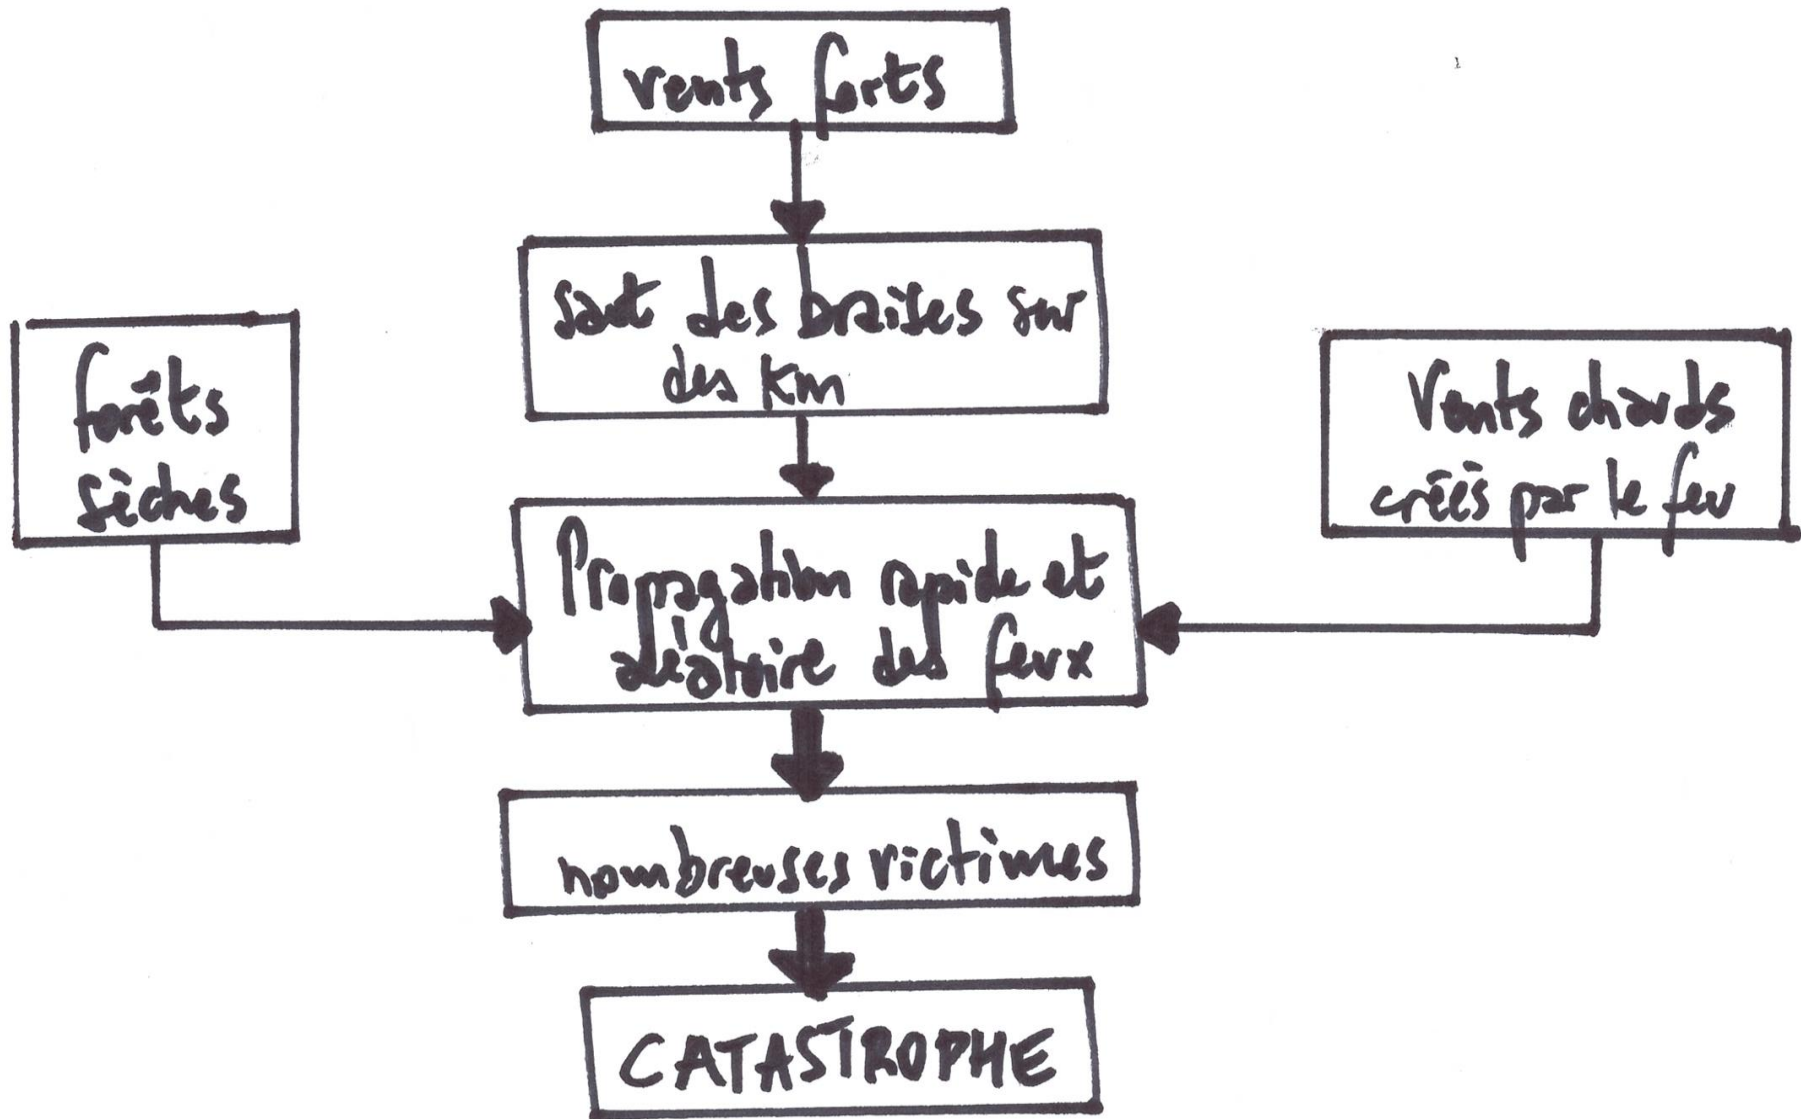 vents forts
saut des braises sur
des km
forêts
sèches
Vents chauds
créés par le feu
Propagation rapide et
aléatoire des feux
nombreuses victimes
CATASTROPHE